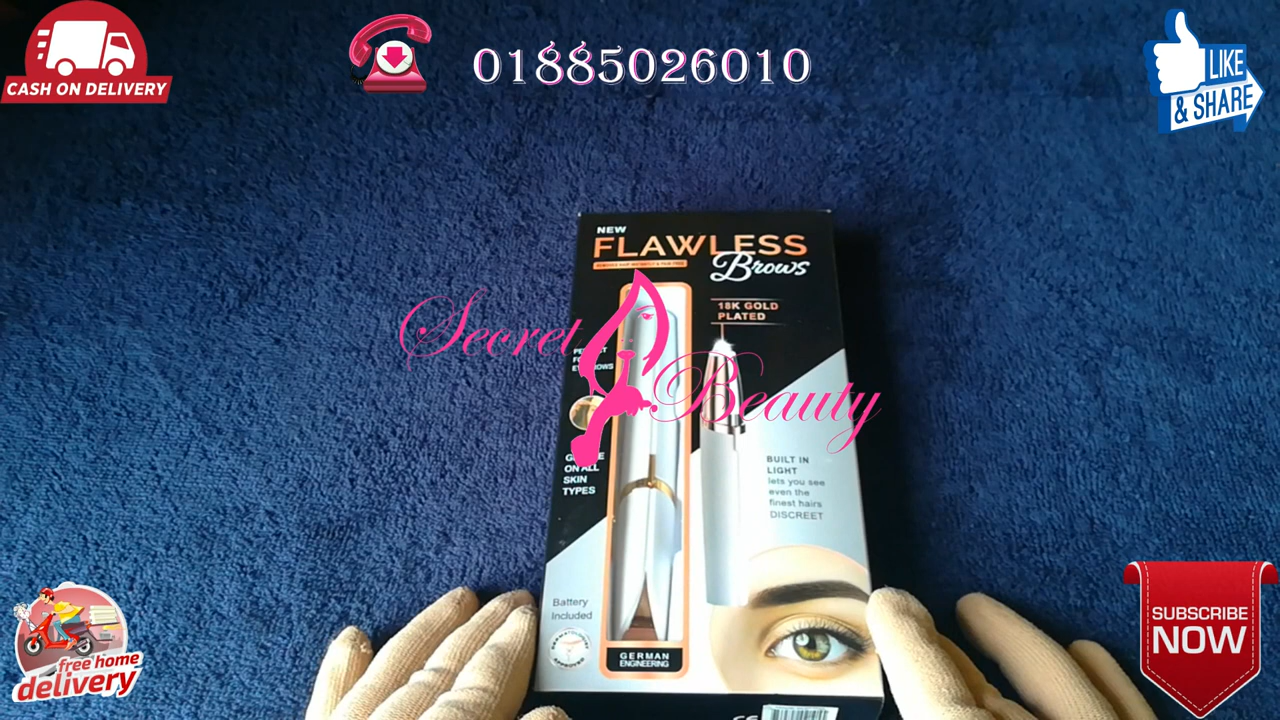 CASH ON DELIVERY
01885026010
LIKE
& SHARE
NEW
FLAWLESS
Brows
18K GOLD
PLATED
Secret
Beauty
ON ALL
SKIN
TYPES
BUILT IN
LIGHT
lets you see
even the
finest hairs
DISCREET
Battery
Included
GERMAN
ENGINEERING
free home
delivery
SUBSCRIBE
NOW